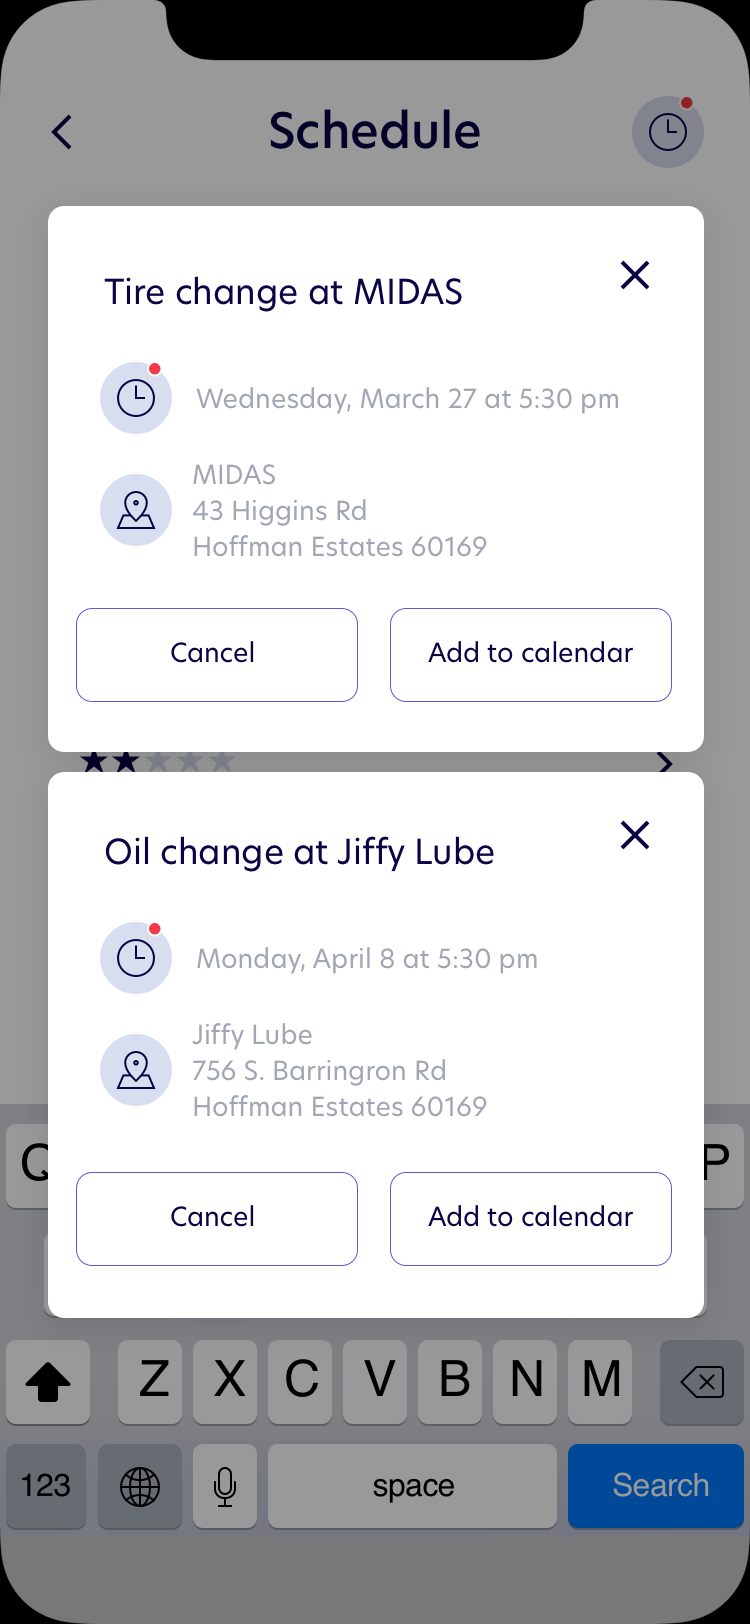 Schedule
Tire change at MIDAS
Wednesday, March 27 at 5:30 pm
MIDAS
43 Higgins Rd
Hoffman Estates 60169
Cancel
Add to calendar
Oil change at Jiffy Lube
Monday, April 8 at 5:30 pm
Jiffy Lube
756 S. Barringron Rd
Hoffman Estates 60169
Q
P
Cancel
Add to calendar
Z X C V B N M
123
space
Search